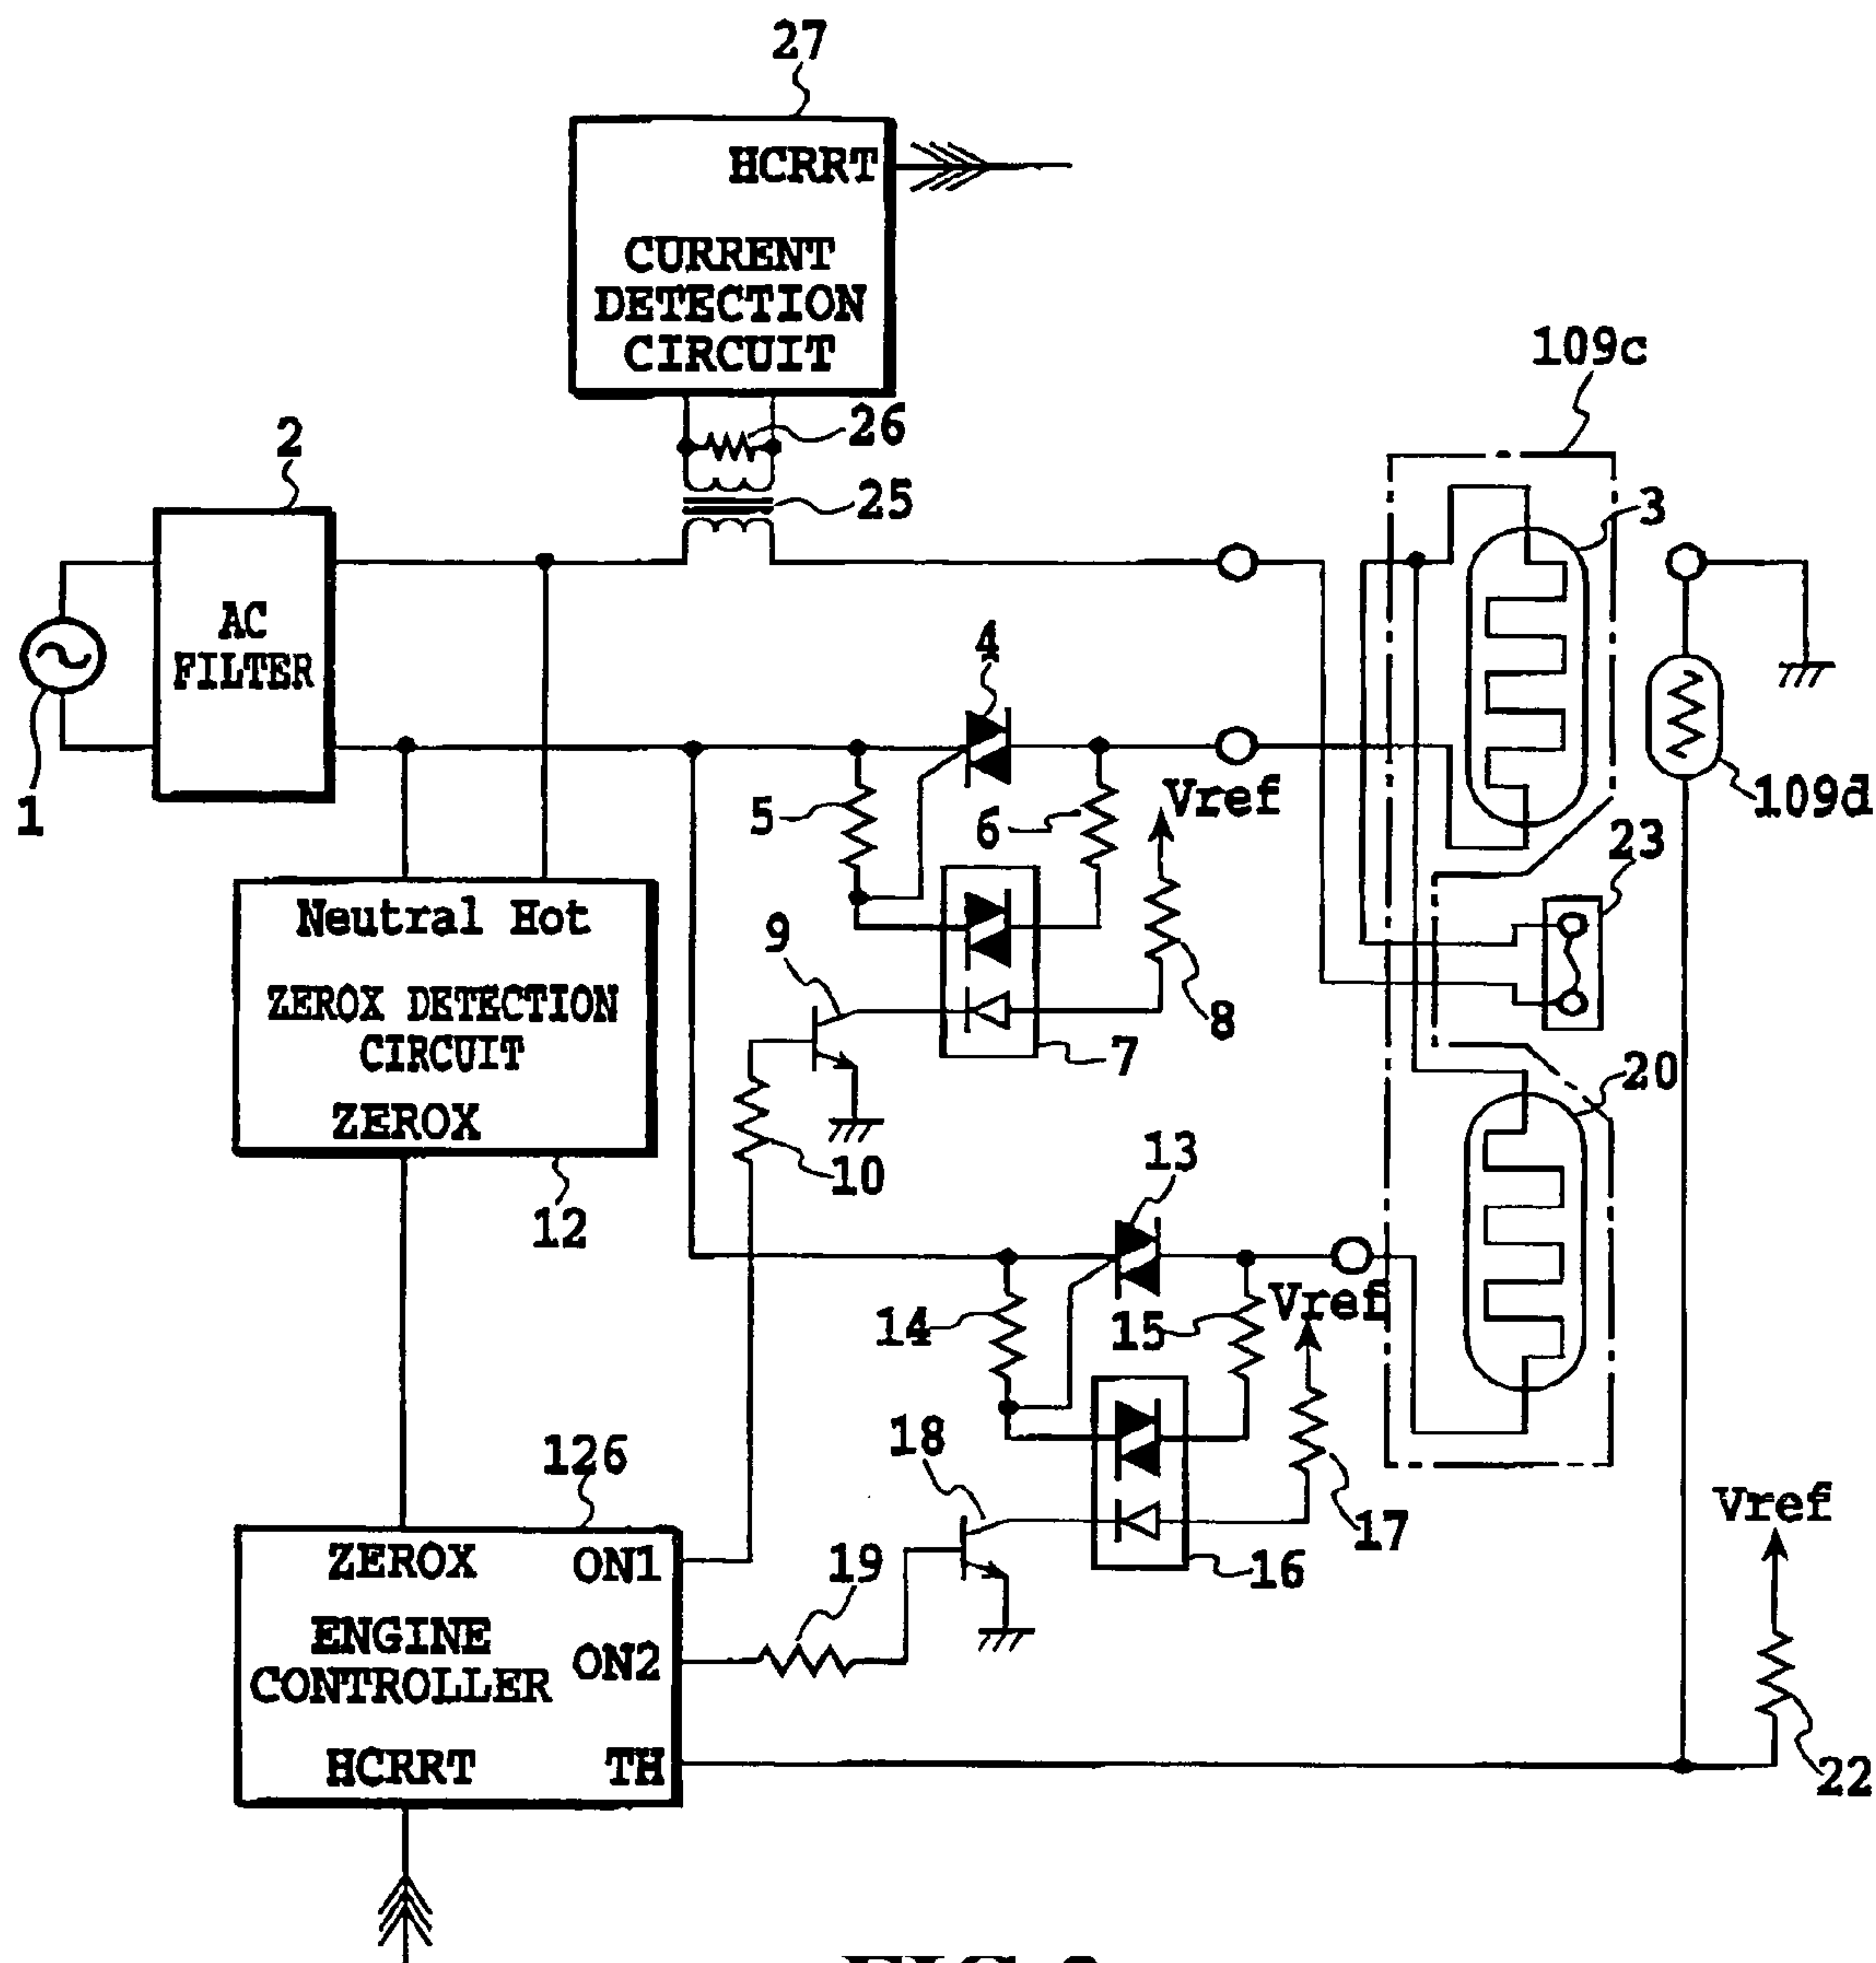 27
HCRRT
CURRENT
DETECTION
CIRCUIT
109c
26
2
25
3
AC
FILTER
4
1
5
6
Vref
109d
23
Neutral Hot
9
ZEROX DETECTION
CIRCUIT
8
7
ZEROX
20
10
13
12
14
15
Vref
18
126
17
Vref
16
19
ZEROX
ON1
ENGINE
CONTROLLER
ON2
HCRRT
TH
22